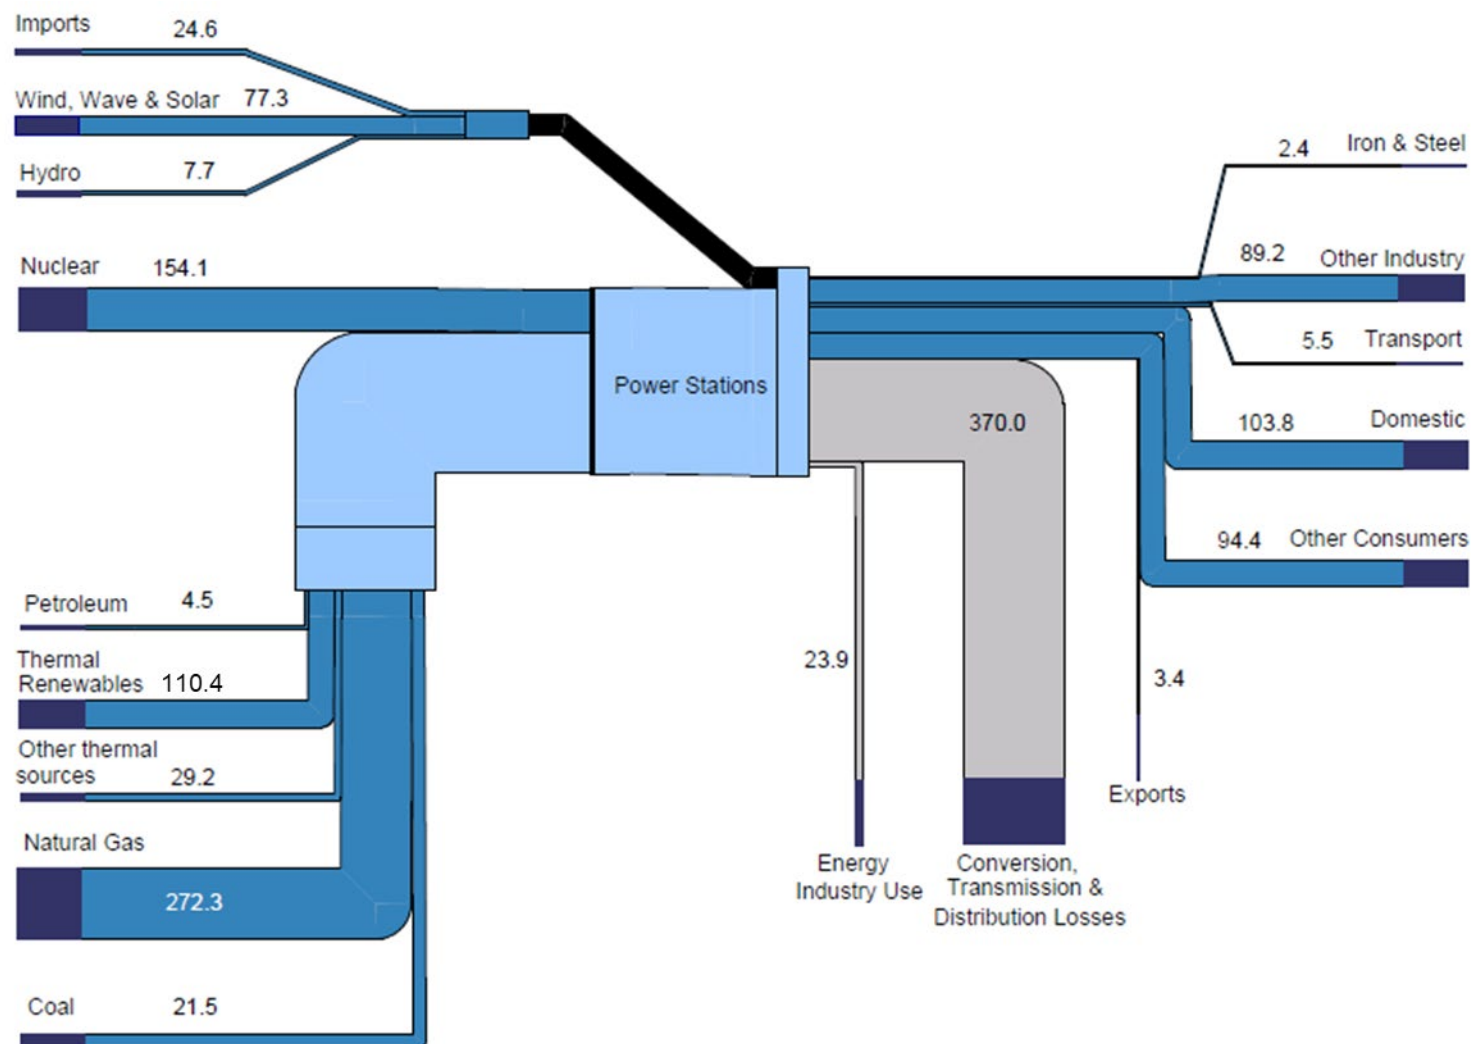 Imports
24.6
Wind, Wave & Solar
77.3
Hydro
7.7
Nuclear
154.1
Power Stations
Petroleum
4.5
Thermal
Renewables
110.4
Other thermal
sources
29.2
Natural Gas
272.3
Coal
21.5
2.4
Iron & Steel
89.2
Other Industry
5.5
Transport
370.0
103.8
Domestic
94.4
Other Consumers
23.9
3.4
Exports
Energy
Industry Use
Conversion,
Transmission &
Distribution Losses